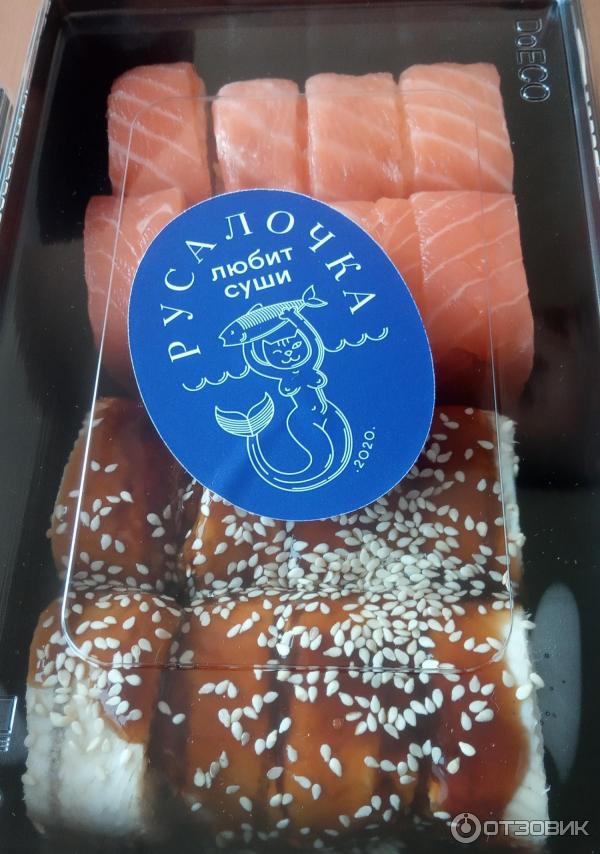 DoECO
РУСАЛОЧКА
любит
суши
.2020.
ОТЗОВИК